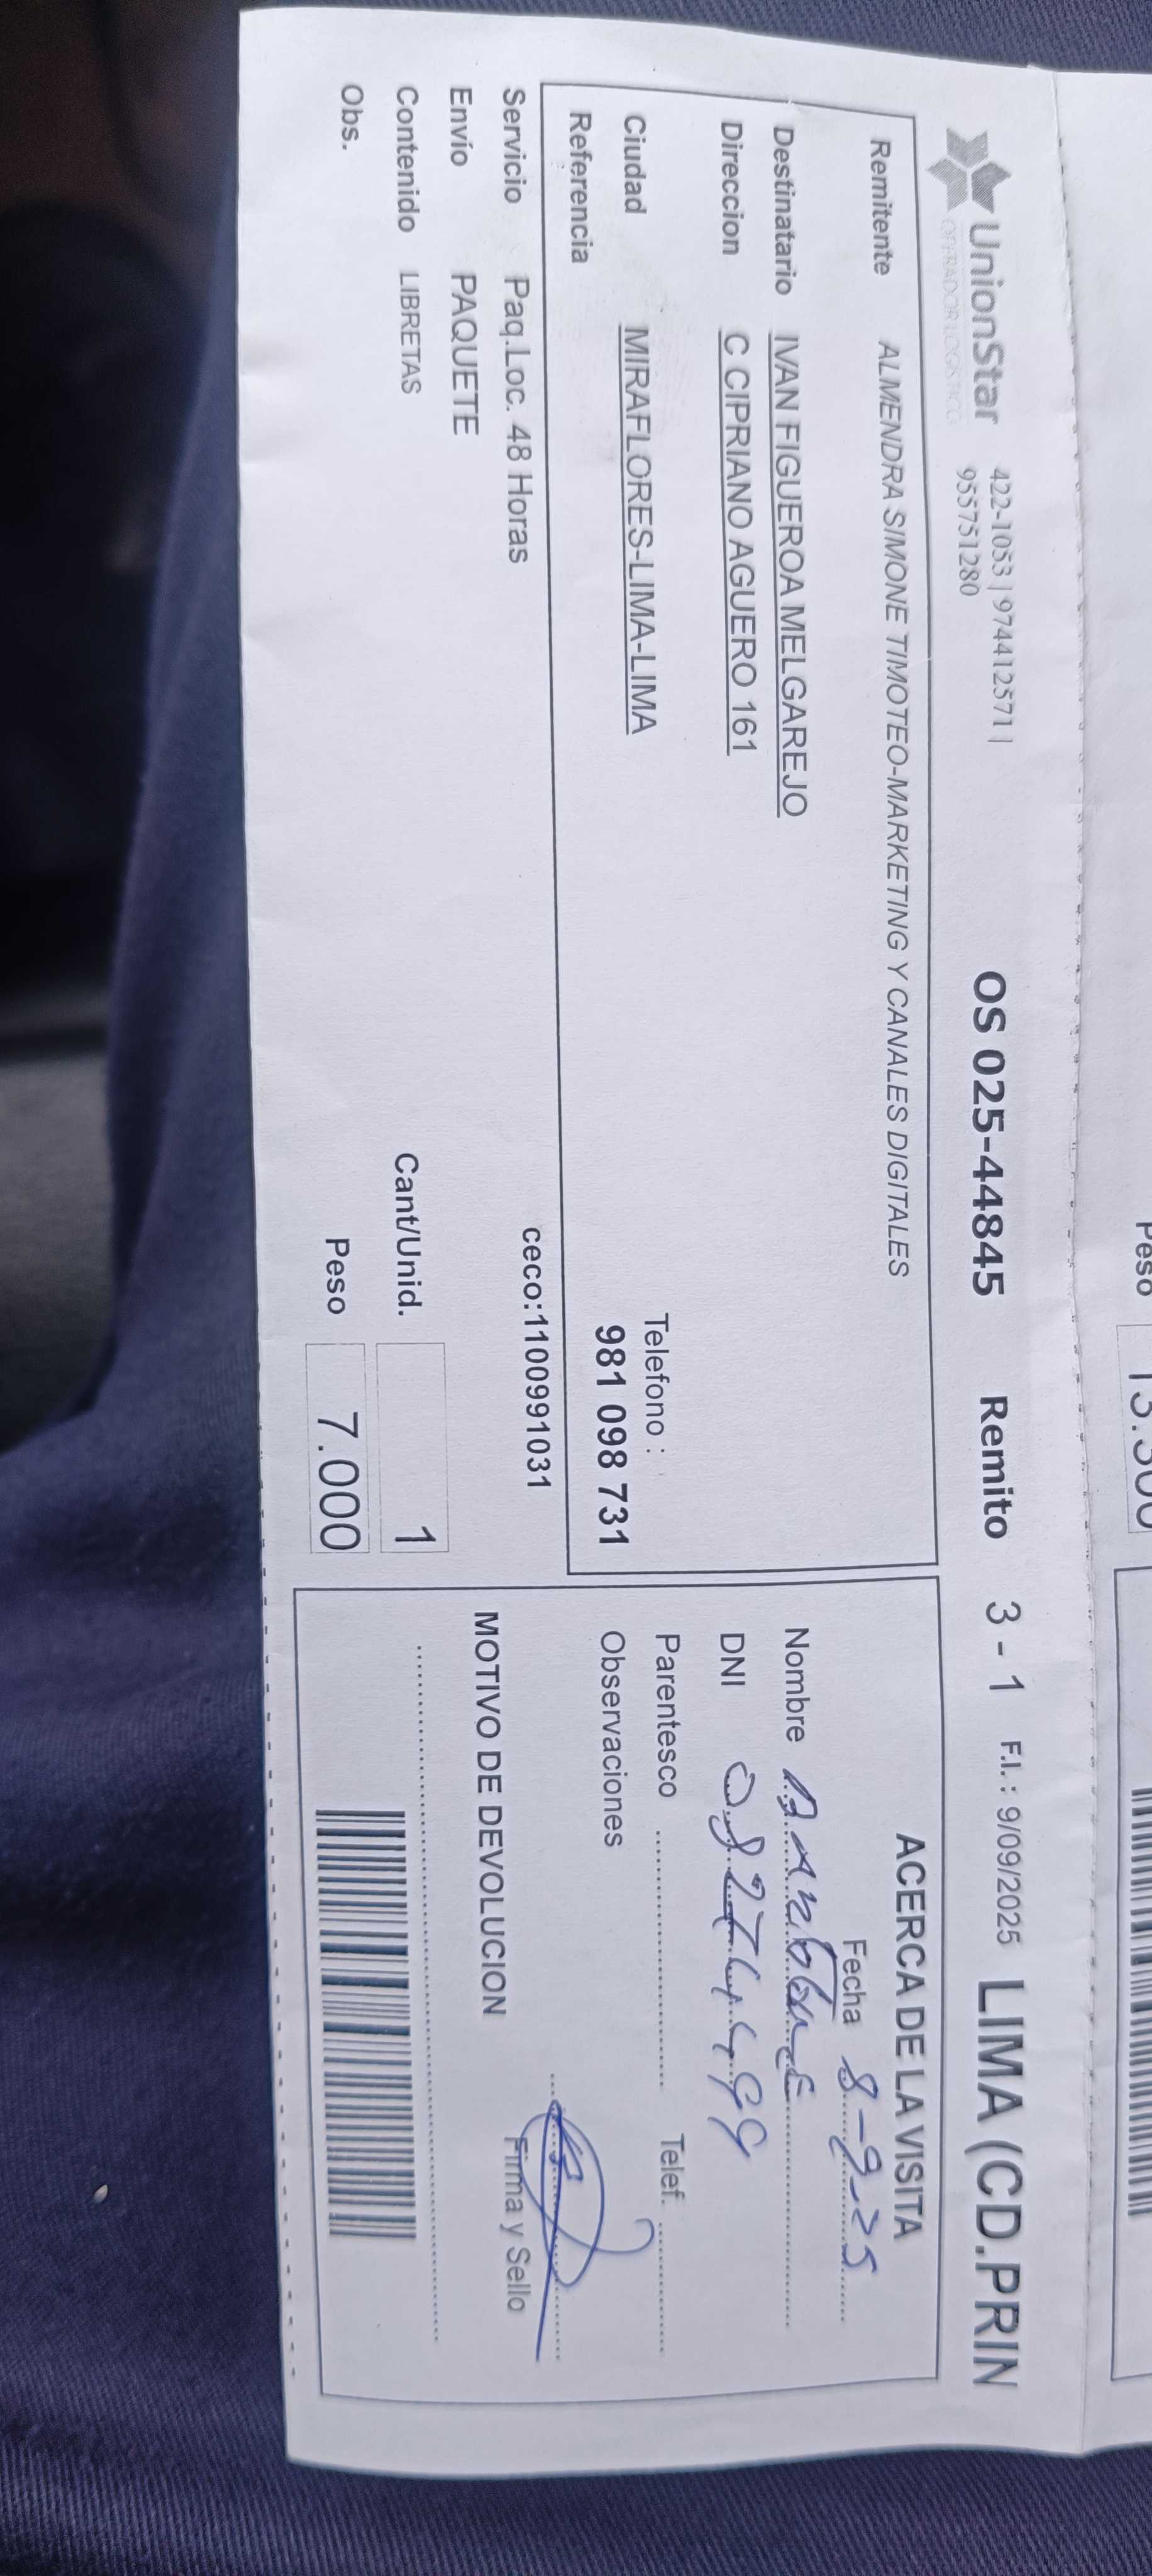 UnionStar
OPERADOR LOGISTICO
422-1053 | 974412571 |
955751280
OS 025-44845 Remito 3 - 1 F.I. : 9/09/2025 LIMA (CD.PRIN
Remitente ALMENDRA SIMONE TIMOTEO-MARKETING Y CANALES DIGITALES
Destinatario IVAN FIGUEROA MELGAREJO
Direccion C CIPRIANO AGUERO 161
Ciudad MIRAFLORES-LIMA-LIMA
Telefono :
981 098 731
Referencia
Servicio Paq.Loc. 48 Horas
ceco:1100991031
Envío PAQUETE
Contenido LIBRETAS
Cant/Unid. 1
Obs.
Peso 7.000
ACERCA DE LA VISITA
Fecha 8-9-25
Nombre
DNI
Parentesco Telef.
Observaciones
Firma y Sello
MOTIVO DE DEVOLUCION
Peso